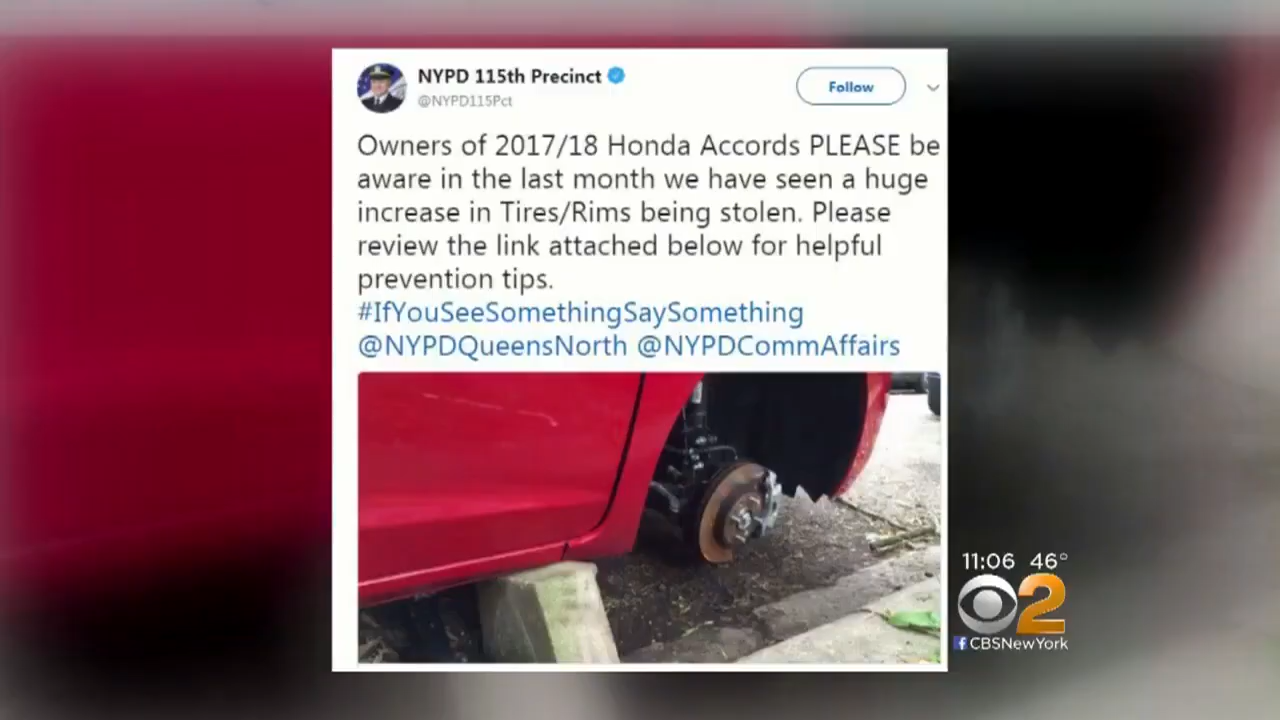 NYPD 115th Precinct
@NYPD115Pct
Follow
Owners of 2017/18 Honda Accords PLEASE be
aware in the last month we have seen a huge
increase in Tires/Rims being stolen. Please
review the link attached below for helpful
prevention tips.
#IfYouSeeSomethingSaySomething
@NYPDQueensNorth @NYPDCommAffairs
11:06 46°
2
f CBSNewYork